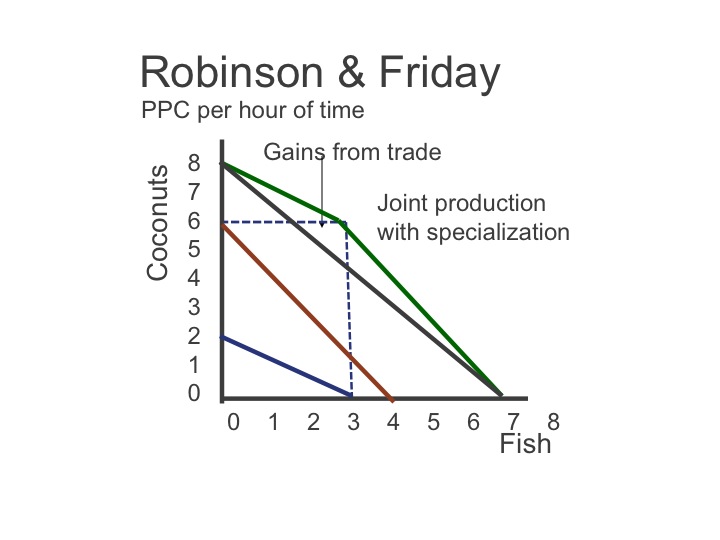 Robinson & Friday
PPC per hour of time
Gains from trade
Joint production
with specialization
Coconuts
8
7
6
5
4
3
2
1
0
0 1 2 3 4 5 6 7 8
Fish